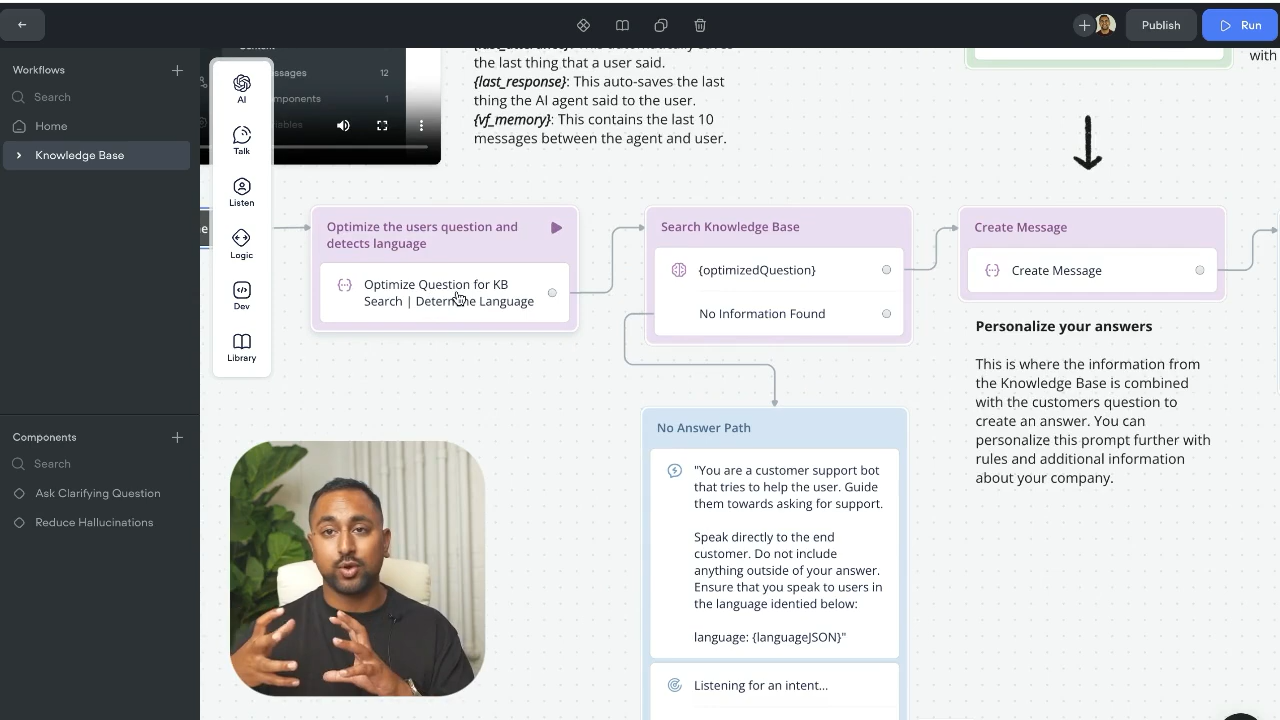 Publish
Run
Workflows
Search
Home
Knowledge Base
Components
Search
Ask Clarifying Question
Reduce Hallucinations
AI
Talk
Listen
Logic
Dev
Library
12
1
the last thing that a user said.
{last_response}: This auto-saves the last
thing the AI agent said to the user.
{vf_memory}: This contains the last 10
messages between the agent and user.
with
Optimize the users question and
detects language
Optimize Question for KB
Search | Determine Language
Search Knowledge Base
{optimizedQuestion}
No Information Found
Create Message
Create Message
Personalize your answers
This is where the information from
the Knowledge Base is combined
with the customers question to
create an answer. You can
personalize this prompt further with
rules and additional information
about your company.
No Answer Path
"You are a customer support bot
that tries to help the user. Guide
them towards asking for support.
Speak directly to the end
customer. Do not include
anything outside of your answer.
Ensure that you speak to users in
the language identied below:
language: {languageJSON}"
Listening for an intent...